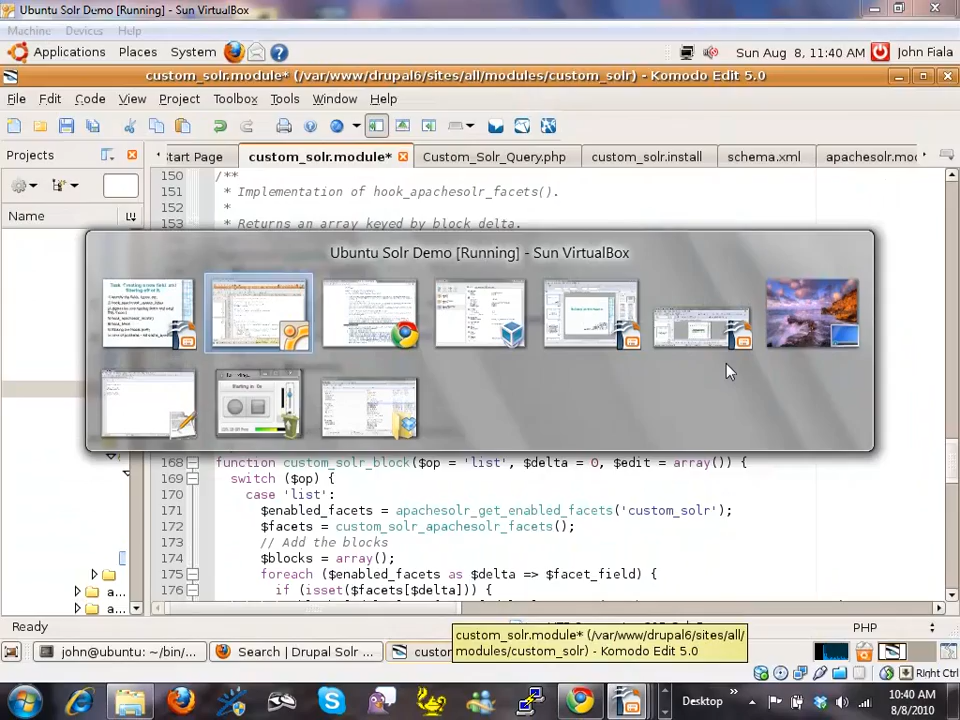 Ubuntu Solr Demo [Running] - Sun VirtualBox
Machine Devices Help
Applications Places System
Sun Aug 8, 11:40 AM John Fiala
custom_solr.module* (/var/www/drupal6/sites/all/modules/custom_solr) - Komodo Edit 5.0
File Edit Code View Project Toolbox Tools Window Help
Projects
tart Page custom_solr.module* Custom_Solr_Query.php custom_solr.install schema.xml apachesolr.mo
Name
150 /**
151 * Implementation of hook_apachesolr_facets().
152 *
153 * Returns an array keyed by block delta.
Ubuntu Solr Demo [Running] - Sun VirtualBox
168 function custom_solr_block($op = 'list', $delta = 0, $edit = array()) {
169 switch ($op) {
170 case 'list':
171 $enabled_facets = apachesolr_get_enabled_facets('custom_solr');
172 $facets = custom_solr_apachesolr_facets();
173 // Add the blocks
174 $blocks = array();
175 foreach ($enabled_facets as $delta => $facet_field) {
176 if (isset($facets[$delta])) {
a...
a...
Ready
PHP
custom_solr.module* (/var/www/drupal6/sites/all/
modules/custom_solr) - Komodo Edit 5.0
john@ubuntu: ~/bin/...
Search | Drupal Solr ...
custor
Right Ctrl
Desktop
10:40 AM
8/8/2010